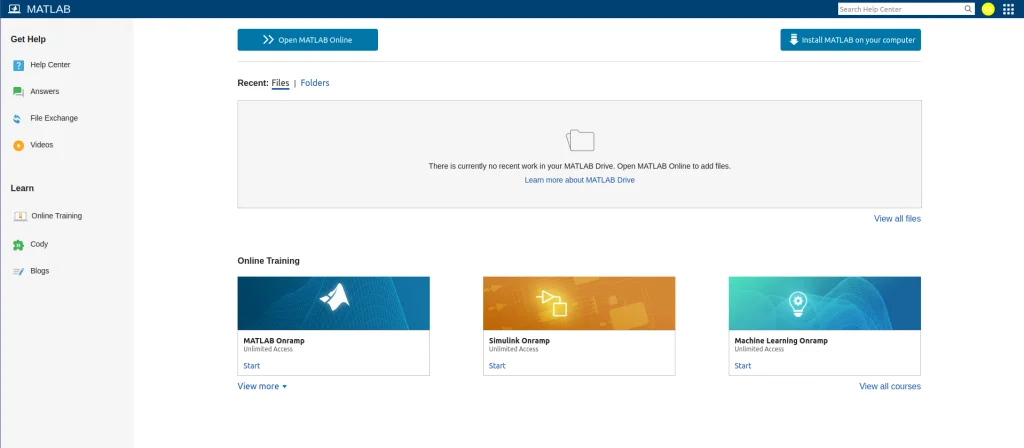 MATLAB
Search Help Center
Get Help
Help Center
Answers
File Exchange
Videos
Learn
Online Training
Cody
Blogs
Open MATLAB Online
Install MATLAB on your computer
Recent: Files | Folders
There is currently no recent work in your MATLAB Drive. Open MATLAB Online to add files.
Learn more about MATLAB Drive
View all files
Online Training
MATLAB Onramp
Unlimited Access
Start
Simulink Onramp
Unlimited Access
Start
Machine Learning Onramp
Unlimited Access
Start
View more
View all courses